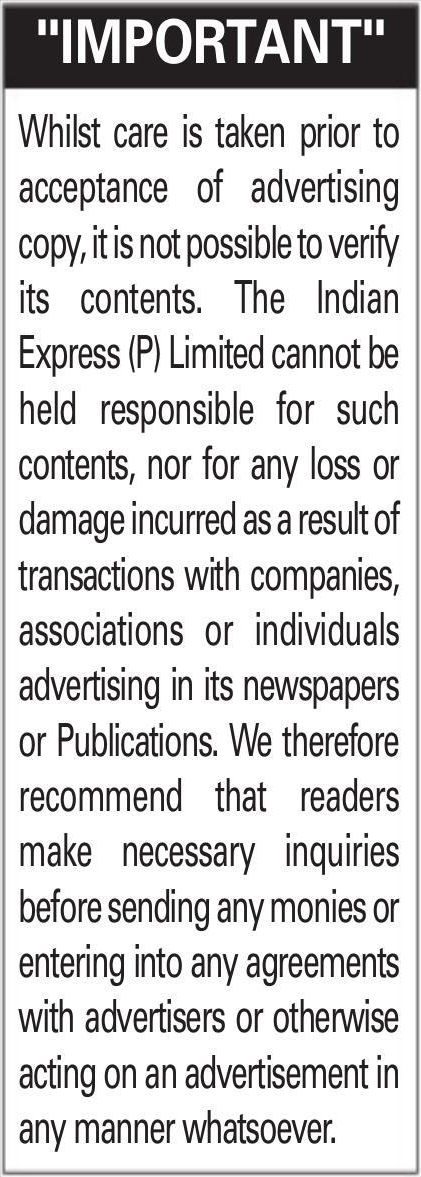 "IMPORTANT"
Whilst care is taken prior to
acceptance of advertising
copy, it is not possible to verify
its contents. The Indian
Express (P) Limited cannot be
held responsible for such
contents, nor for any loss or
damage incurred as a result of
transactions with companies,
associations or individuals
advertising in its newspapers
or Publications. We therefore
recommend that readers
make necessary inquiries
before sending any monies or
entering into any agreements
with advertisers or otherwise
acting on an advertisement in
any manner whatsoever.